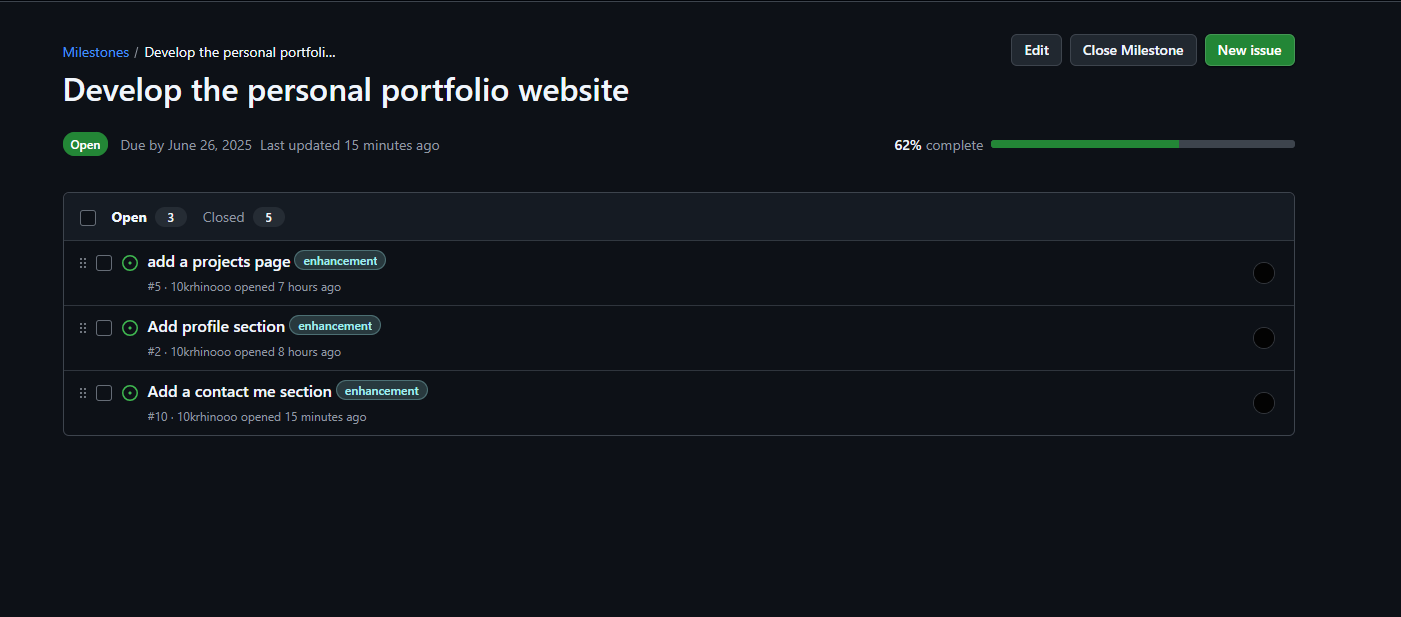 Milestones / Develop the personal portfoli...
Edit
Close Milestone
New issue
Develop the personal portfolio website
Open Due by June 26, 2025 Last updated 15 minutes ago
62% complete
Open 3 Closed 5
add a projects page enhancement
#5 · 10krhinooo opened 7 hours ago
Add profile section enhancement
#2 · 10krhinooo opened 8 hours ago
Add a contact me section enhancement
#10 · 10krhinooo opened 15 minutes ago